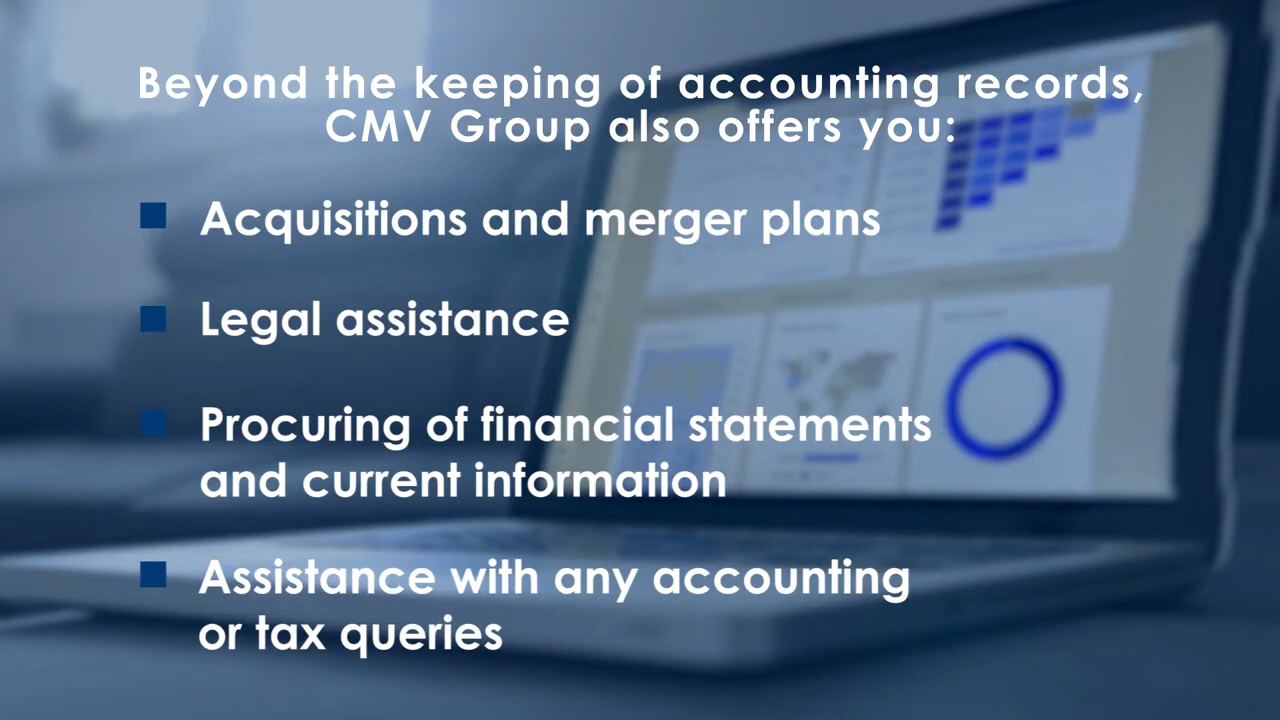 Beyond the keeping of accounting records,
CMV Group also offers you:
Acquisitions and merger plans
Legal assistance
Procuring of financial statements
and current information
Assistance with any accounting
or tax queries